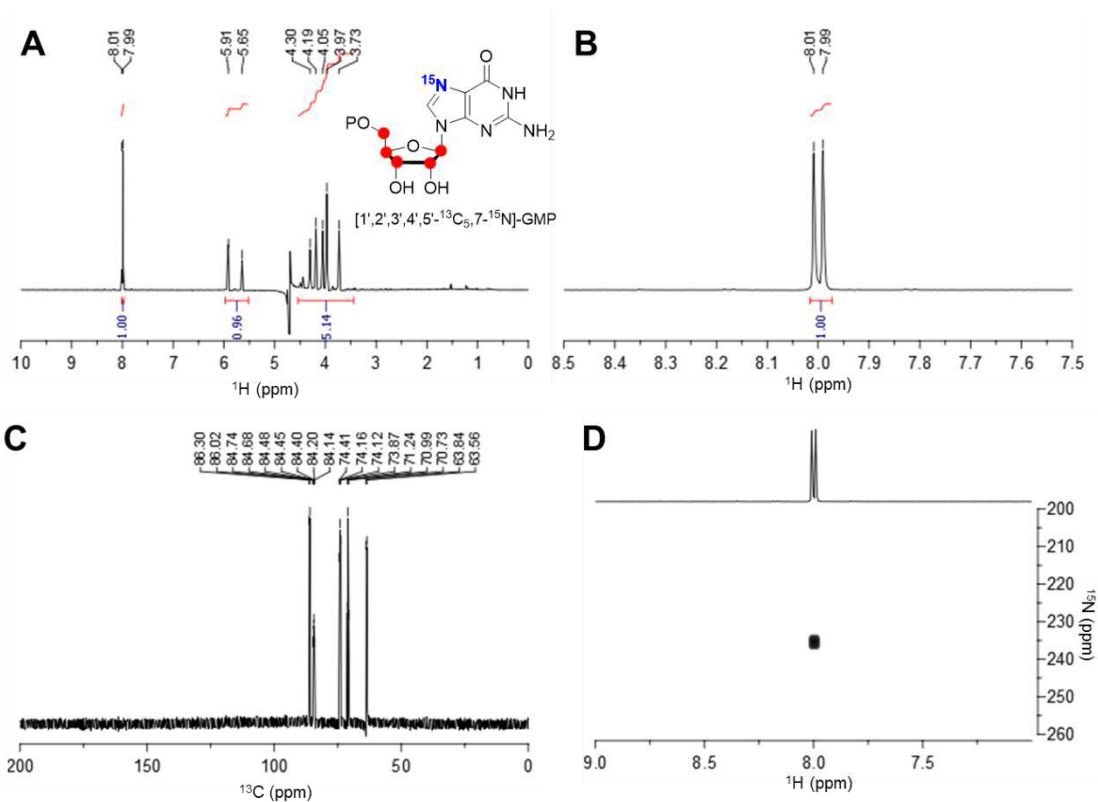 A
8.01
7.99
5.91
5.65
4.30
4.19
4.05
3.97
3.73
15N
O
NH
N
N
NH2
PO
O
OH OH
[1',2',3',4',5'-13C5,7-15N]-GMP
1.00
0.96
5.14
10 9 8 7 6 5 4 3 2 1 0
1H (ppm)
B
8.01
7.99
1.00
8.5 8.4 8.3 8.2 8.1 8.0 7.9 7.8 7.7 7.6 7.5
1H (ppm)
C
86.30
86.02
84.74
84.68
84.48
84.45
84.40
84.20
84.14
74.41
74.16
74.12
73.87
71.24
70.99
70.73
63.84
63.56
200 150 100 50 0
13C (ppm)
D
200
210
220
230
240
250
260
15N (ppm)
9.0 8.5 8.0 7.5
1H (ppm)